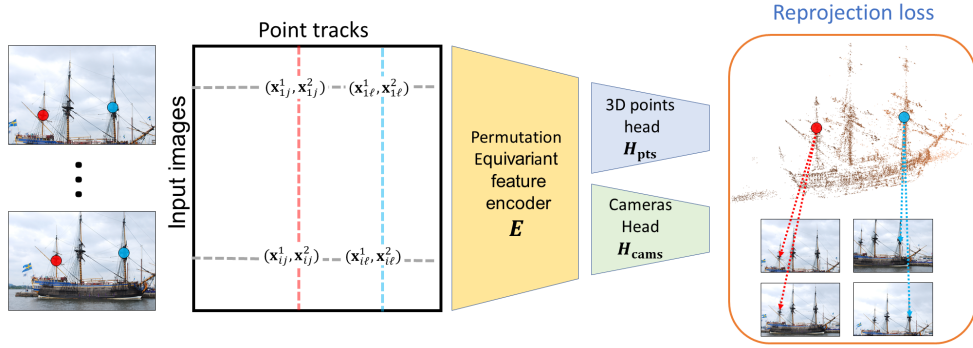 Point tracks
Input images
(𝐱¹₁ⱼ, 𝐱²₁ⱼ) (𝐱¹₁ℓ, 𝐱²₁ℓ)
(𝐱¹ᵢⱼ, 𝐱²ᵢⱼ) (𝐱¹ᵢℓ, 𝐱²ᵢℓ)
Permutation
Equivariant
feature
encoder
E
3D points
head
H_pts
Cameras
Head
H_cams
Reprojection loss